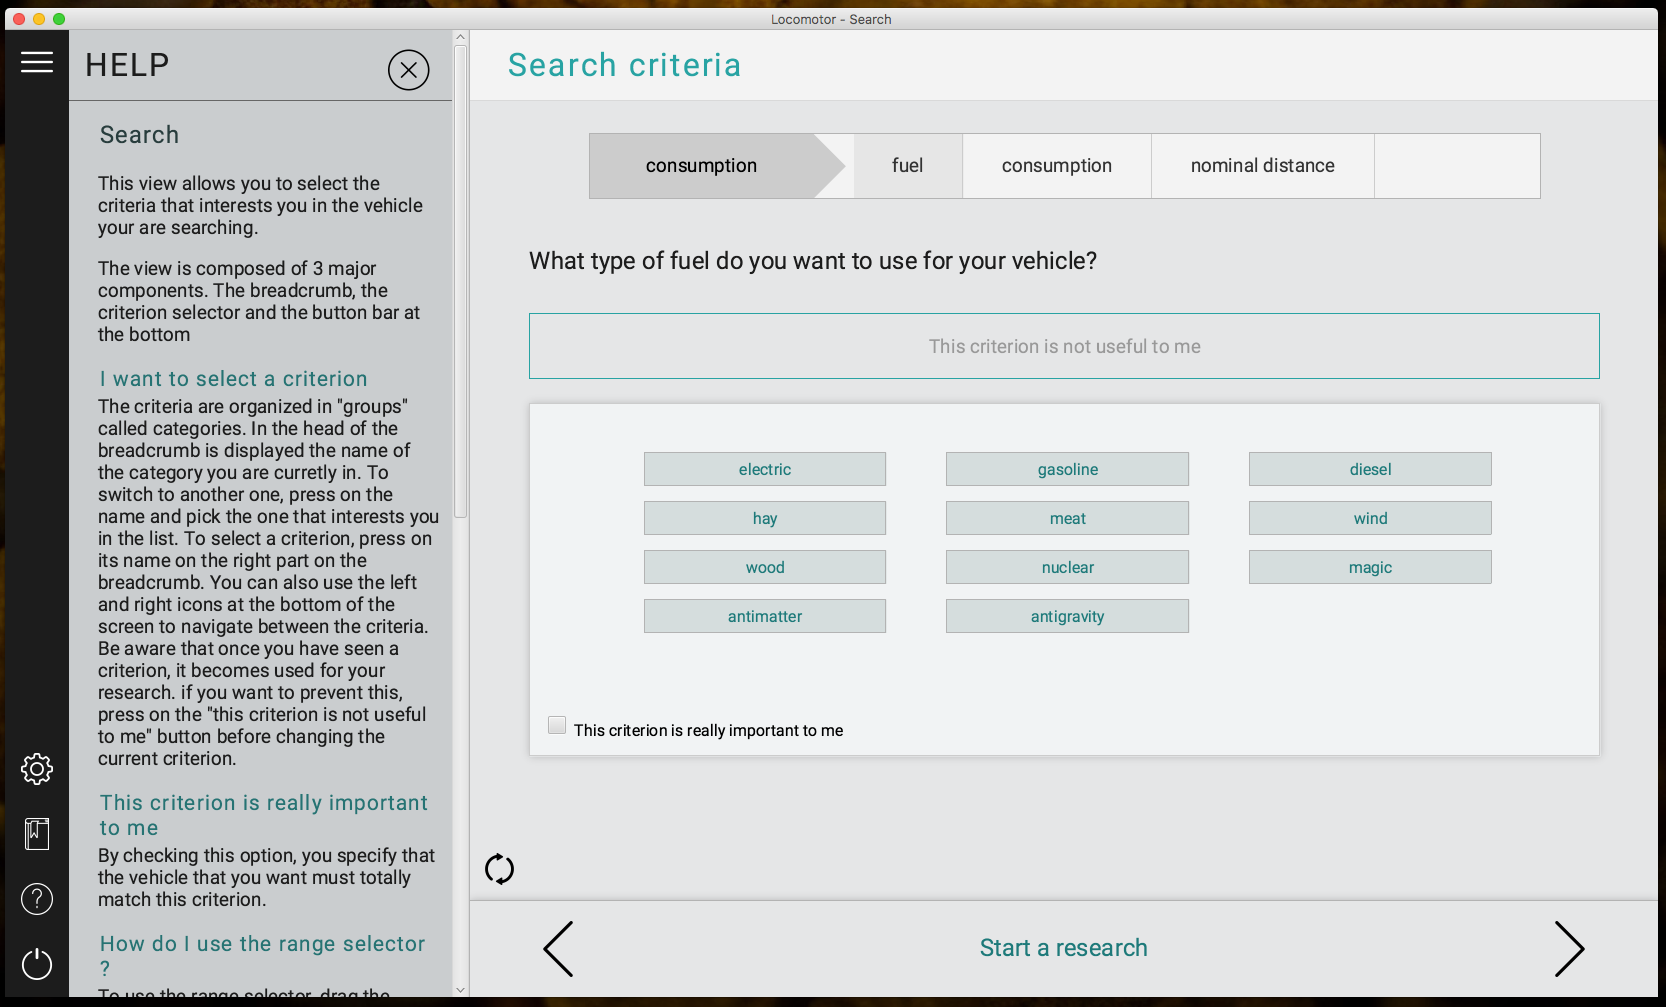 Locomotor - Search
HELP
Search
This view allows you to select the
criteria that interests you in the vehicle
your are searching.
The view is composed of 3 major
components. The breadcrumb, the
criterion selector and the button bar at
the bottom
I want to select a criterion
The criteria are organized in "groups"
called categories. In the head of the
breadcrumb is displayed the name of
the category you are curretly in. To
switch to another one, press on the
name and pick the one that interests you
in the list. To select a criterion, press on
its name on the right part on the
breadcrumb. You can also use the left
and right icons at the bottom of the
screen to navigate between the criteria.
Be aware that once you have seen a
criterion, it becomes used for your
research. if you want to prevent this,
press on the "this criterion is not useful
to me" button before changing the
current criterion.
This criterion is really important
to me
By checking this option, you specify that
the vehicle that you want must totally
match this criterion.
How do I use the range selector
?
To use the range selector, drag the
Search criteria
consumption fuel consumption nominal distance
What type of fuel do you want to use for your vehicle?
This criterion is not useful to me
electric gasoline diesel
hay meat wind
wood nuclear magic
antimatter antigravity
This criterion is really important to me
Start a research